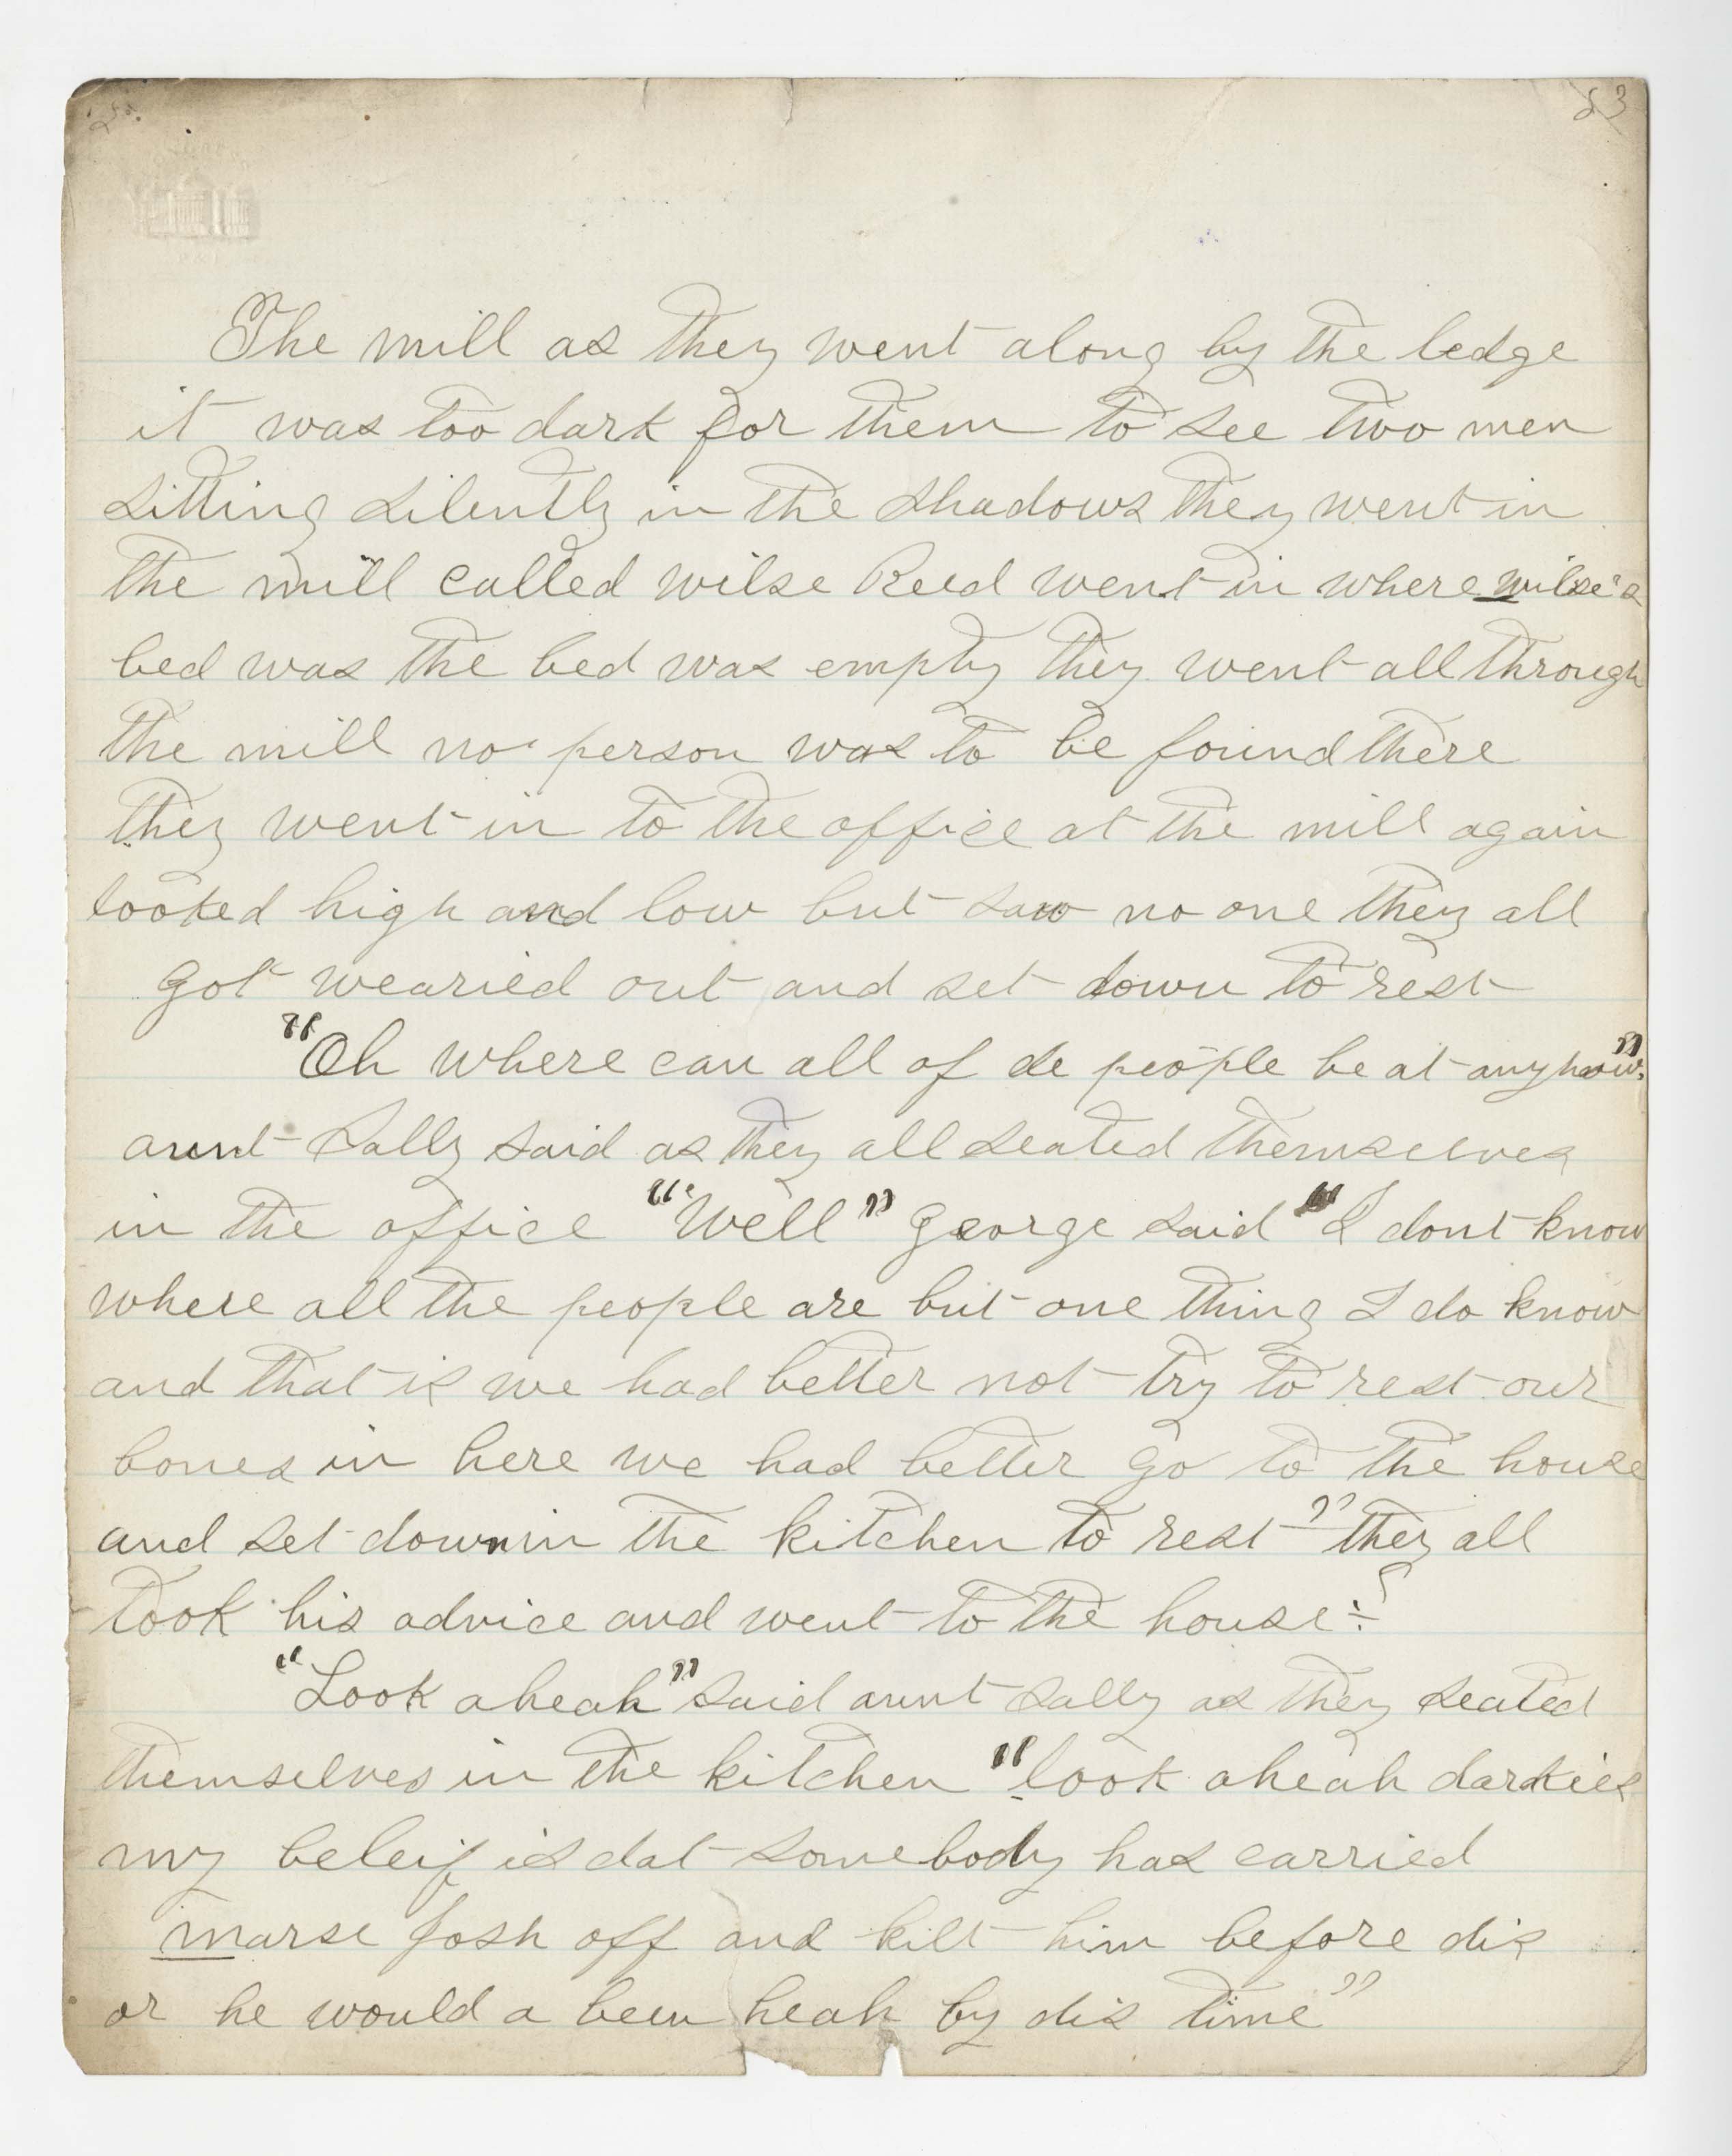 83
The mill as they went along by the ledge
it was too dark for them to see two men
sitting silently in the shadows they went in
the mill called wilse Reed went in where wilse's
bed was the bed was empty they went all through
the mill no person was to be found there
they went in to the office at the mill again
looked high and low but saw no one they all
got wearied out and set down to rest
"Oh where can all of de people be at anyhow"
aunt Sally said as they all seated themselves
in the office "Well" George said "I dont know
where all the people are but one thing I do know
and that is we had better not try to rest our
bones in here we had better go to the house
and set down in the kitchen to rest" they all
took his advice and went to the house:
"Look aheah" said aunt Sally as they seated
themselves in the kitchen "look aheah darkies
my beleif is dat somebody has carried
marse Josh off and kilt him before dis
or he would a been heah by dis time"